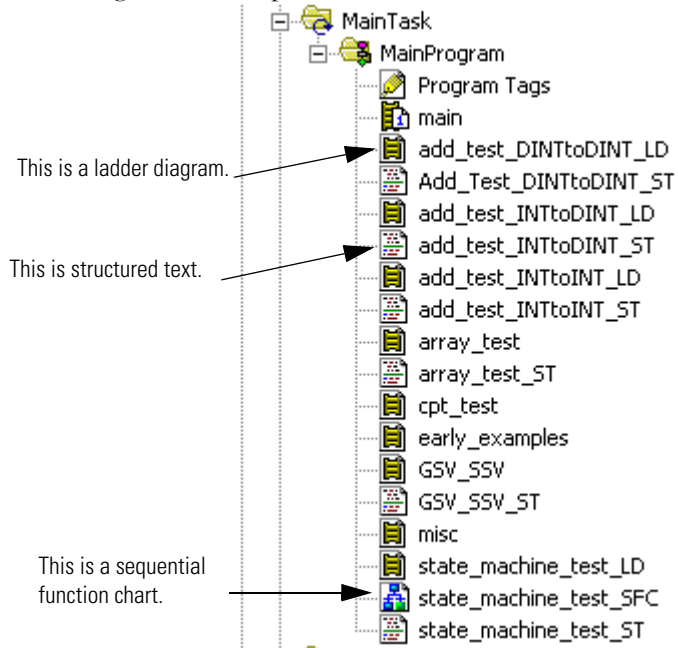 MainTask
MainProgram
Program Tags
main
This is a ladder diagram.
add_test_DINTtoDINT_LD
Add_Test_DINTtoDINT_ST
add_test_INTtoDINT_LD
This is structured text.
add_test_INTtoDINT_ST
add_test_INTtoINT_LD
add_test_INTtoINT_ST
array_test
array_test_ST
cpt_test
early_examples
GSV_SSV
GSV_SSV_ST
misc
state_machine_test_LD
This is a sequential
function chart.
state_machine_test_SFC
state_machine_test_ST